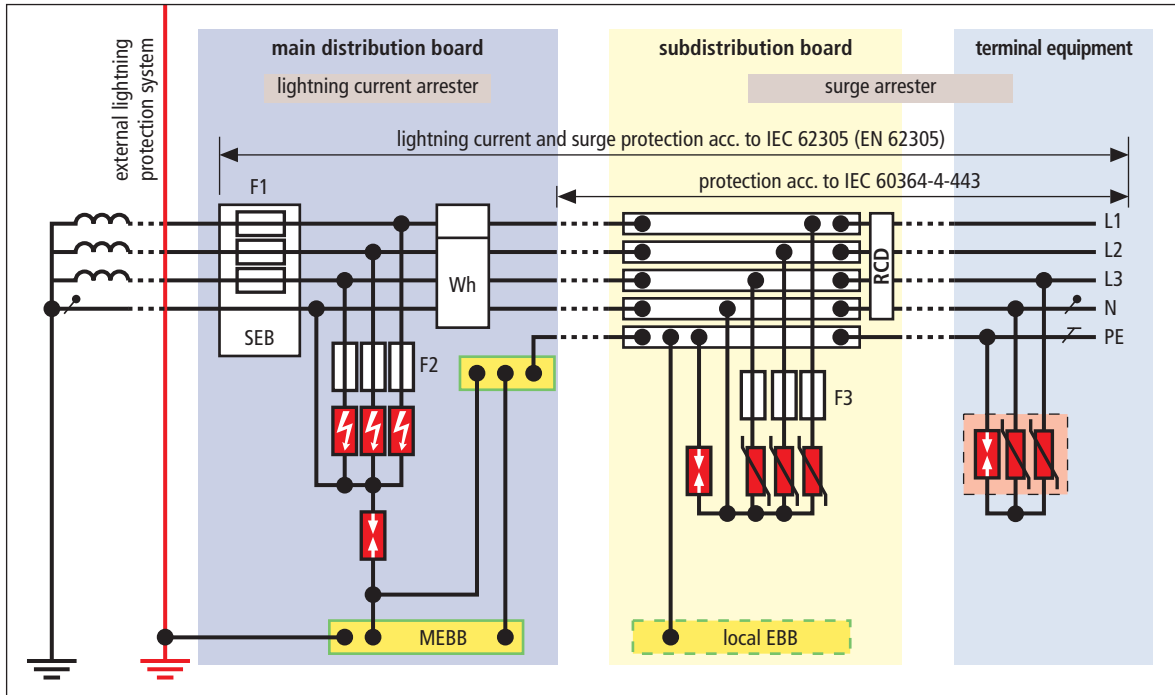 external lightning
protection system
main distribution board
lightning current arrester
subdistribution board
terminal equipment
surge arrester
lightning current and surge protection acc. to IEC 62305 (EN 62305)
protection acc. to IEC 60364-4-443
F1
SEB
Wh
RCD
L1
L2
L3
N
PE
F2
F3
MEBB
local EBB